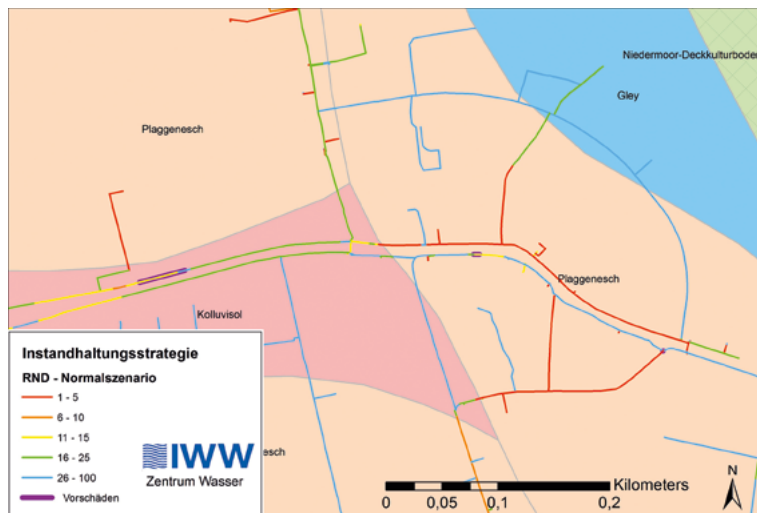 Niedermoor-Deckkulturboden
Gley
Plaggenesch
Plaggenesch
Kolluvisol
esch
Instandhaltungsstrategie
RND - Normalszenario
1 - 5
6 - 10
11 - 15
16 - 25
26 - 100
Vorschäden
IWW
Zentrum Wasser
Kilometers
0 0,05 0,1 0,2
N